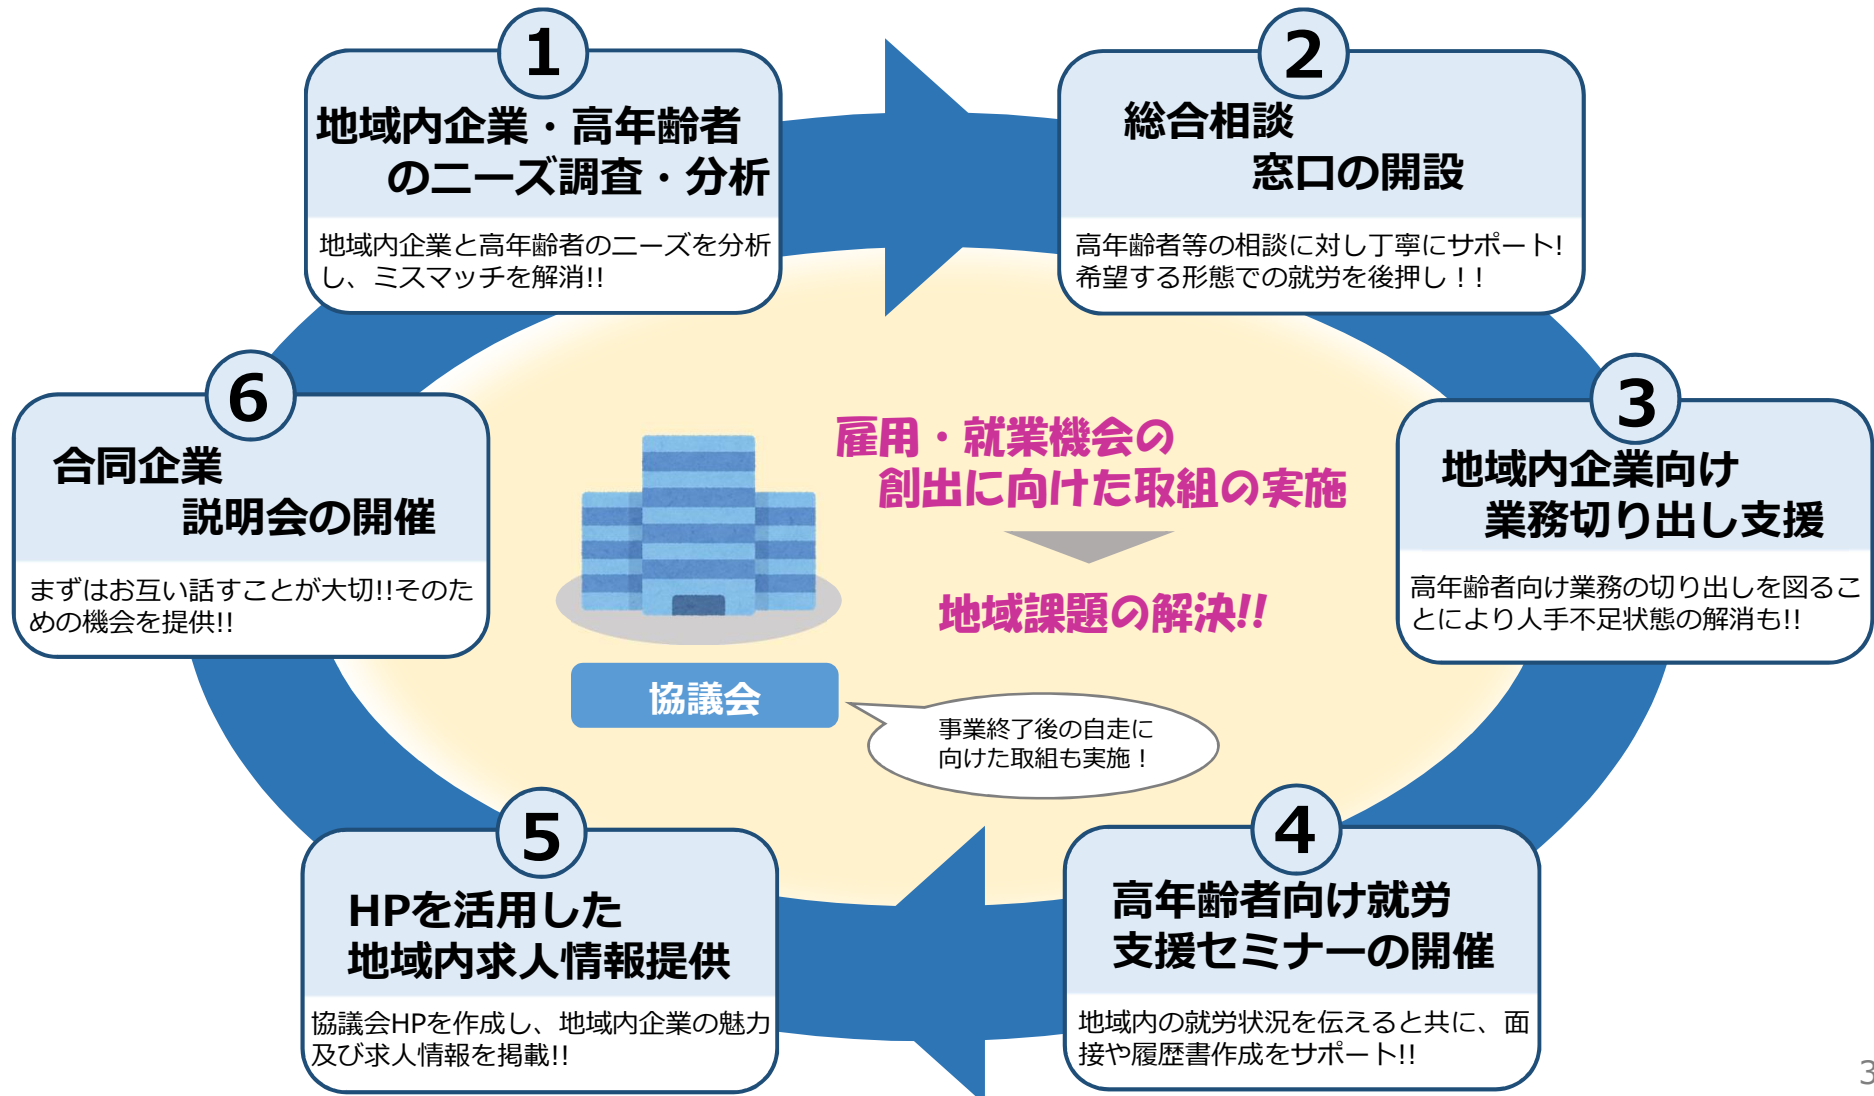 1
地域内企業・高年齢者
のニーズ調査・分析
地域内企業と高年齢者のニーズを分析
し、ミスマッチを解消!!
2
総合相談
窓口の開設
高年齢者等の相談に対し丁寧にサポート!
希望する形態での就労を後押し！！
3
地域内企業向け
業務切り出し支援
高年齢者向け業務の切り出しを図るこ
とにより人手不足状態の解消も!!
4
高年齢者向け就労
支援セミナーの開催
地域内の就労状況を伝えると共に、面
接や履歴書作成をサポート!!
5
HPを活用した
地域内求人情報提供
協議会HPを作成し、地域内企業の魅力
及び求人情報を掲載!!
6
合同企業
説明会の開催
まずはお互い話すことが大切!!そのた
めの機会を提供!!
雇用・就業機会の
創出に向けた取組の実施
地域課題の解決!!
協議会
事業終了後の自走に
向けた取組も実施！
3